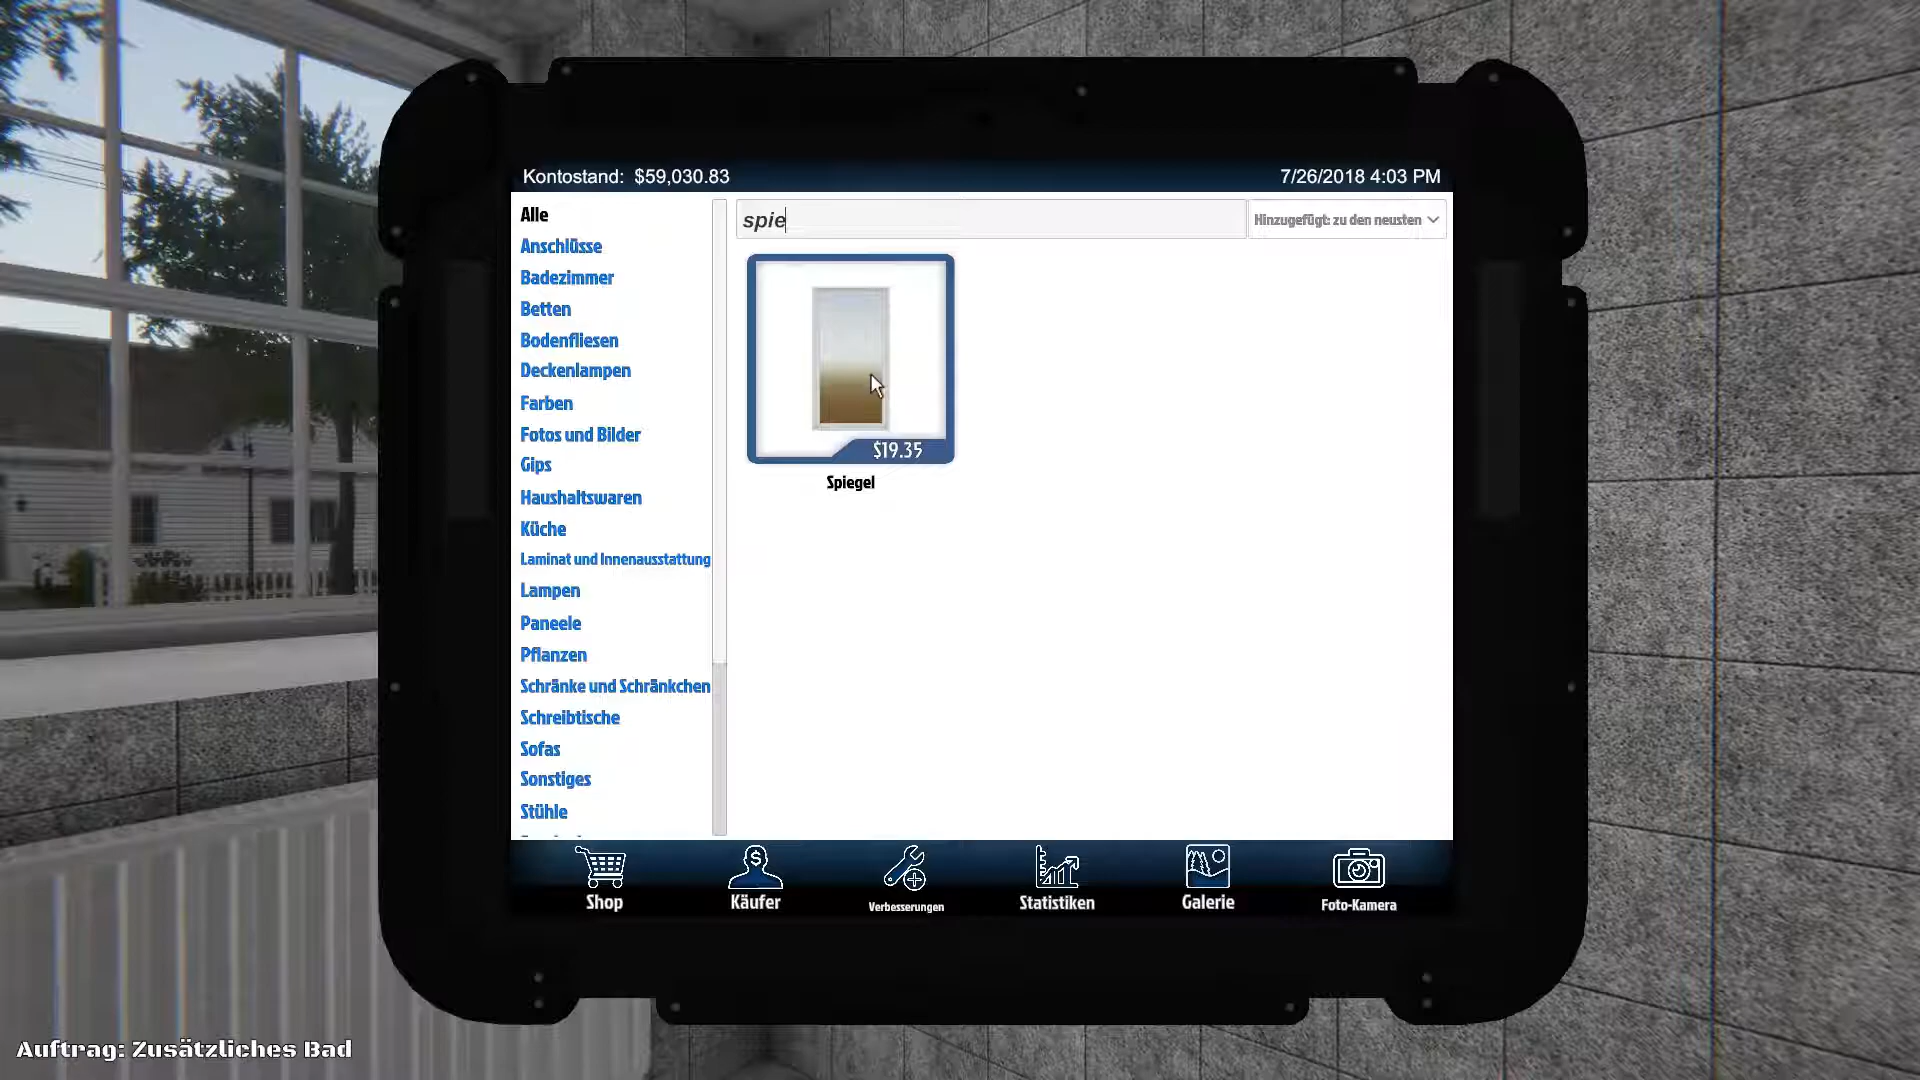 Kontostand: $59,030.83
7/26/2018 4:03 PM
Alle
Anschlüsse
Badezimmer
Betten
Bodenfliesen
Deckenlampen
Farben
Fotos und Bilder
Gips
Haushaltswaren
Küche
Laminat und Innenausstattung
Lampen
Paneele
Pflanzen
Schränke und Schränkchen
Schreibtische
Sofas
Sonstiges
Stühle
spie
Hinzugefügt: zu den neusten
$19.35
Spiegel
Shop
Käufer
Verbesserungen
Statistiken
Galerie
Foto-Kamera
Auftrag: Zusätzliches Bad